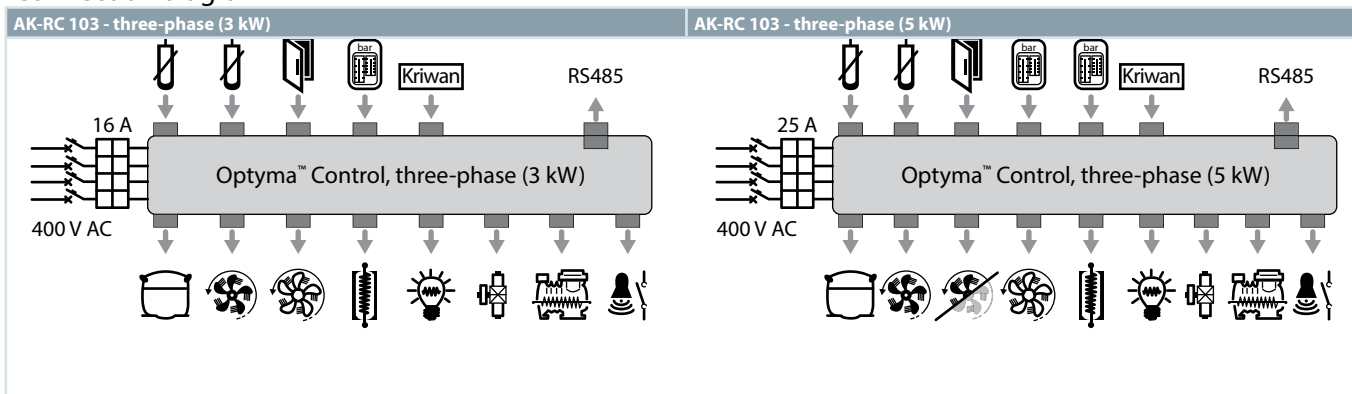 AK-RC 103 - three-phase (3 kW)
bar
Kriwan
RS485
16 A
Optyma™ Control, three-phase (3 kW)
400 V AC
AK-RC 103 - three-phase (5 kW)
bar
bar
Kriwan
RS485
25 A
Optyma™ Control, three-phase (5 kW)
400 V AC